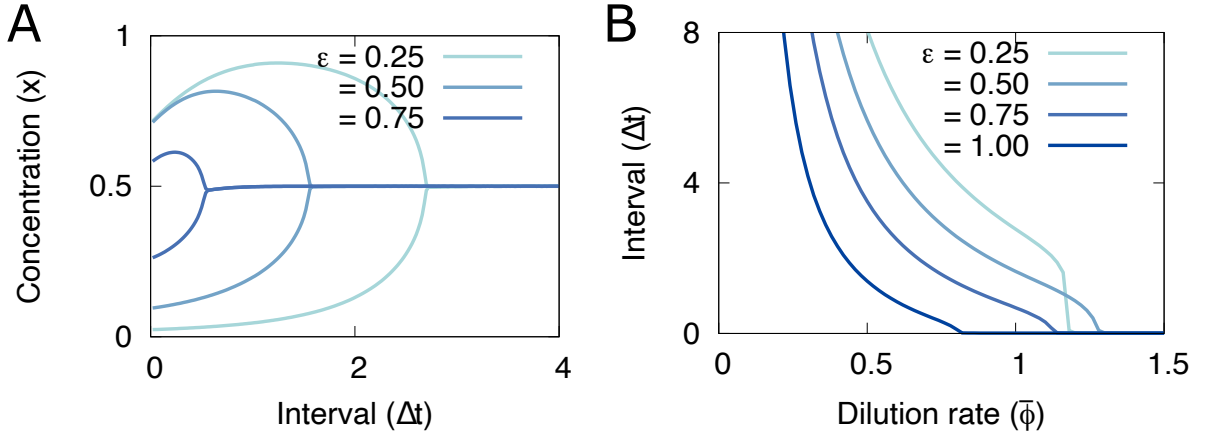 A
1
0.5
0
Concentration (x)
ε = 0.25
= 0.50
= 0.75
0
2
4
Interval (Δt)
B
8
4
0
Interval (Δt)
ε = 0.25
= 0.50
= 0.75
= 1.00
0
0.5
1
1.5
Dilution rate (ϕ̄)